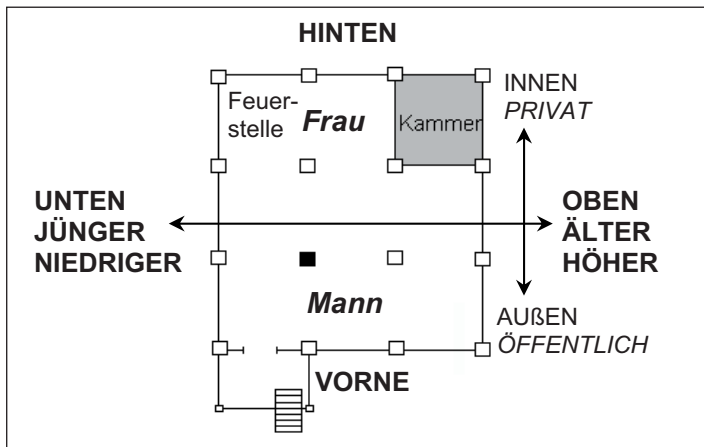 HINTEN
Feuer-
stelle
Frau
Kammer
INNEN
PRIVAT
UNTEN
JÜNGER
NIEDRIGER
OBEN
ÄLTER
HÖHER
Mann
AUßEN
ÖFFENTLICH
VORNE